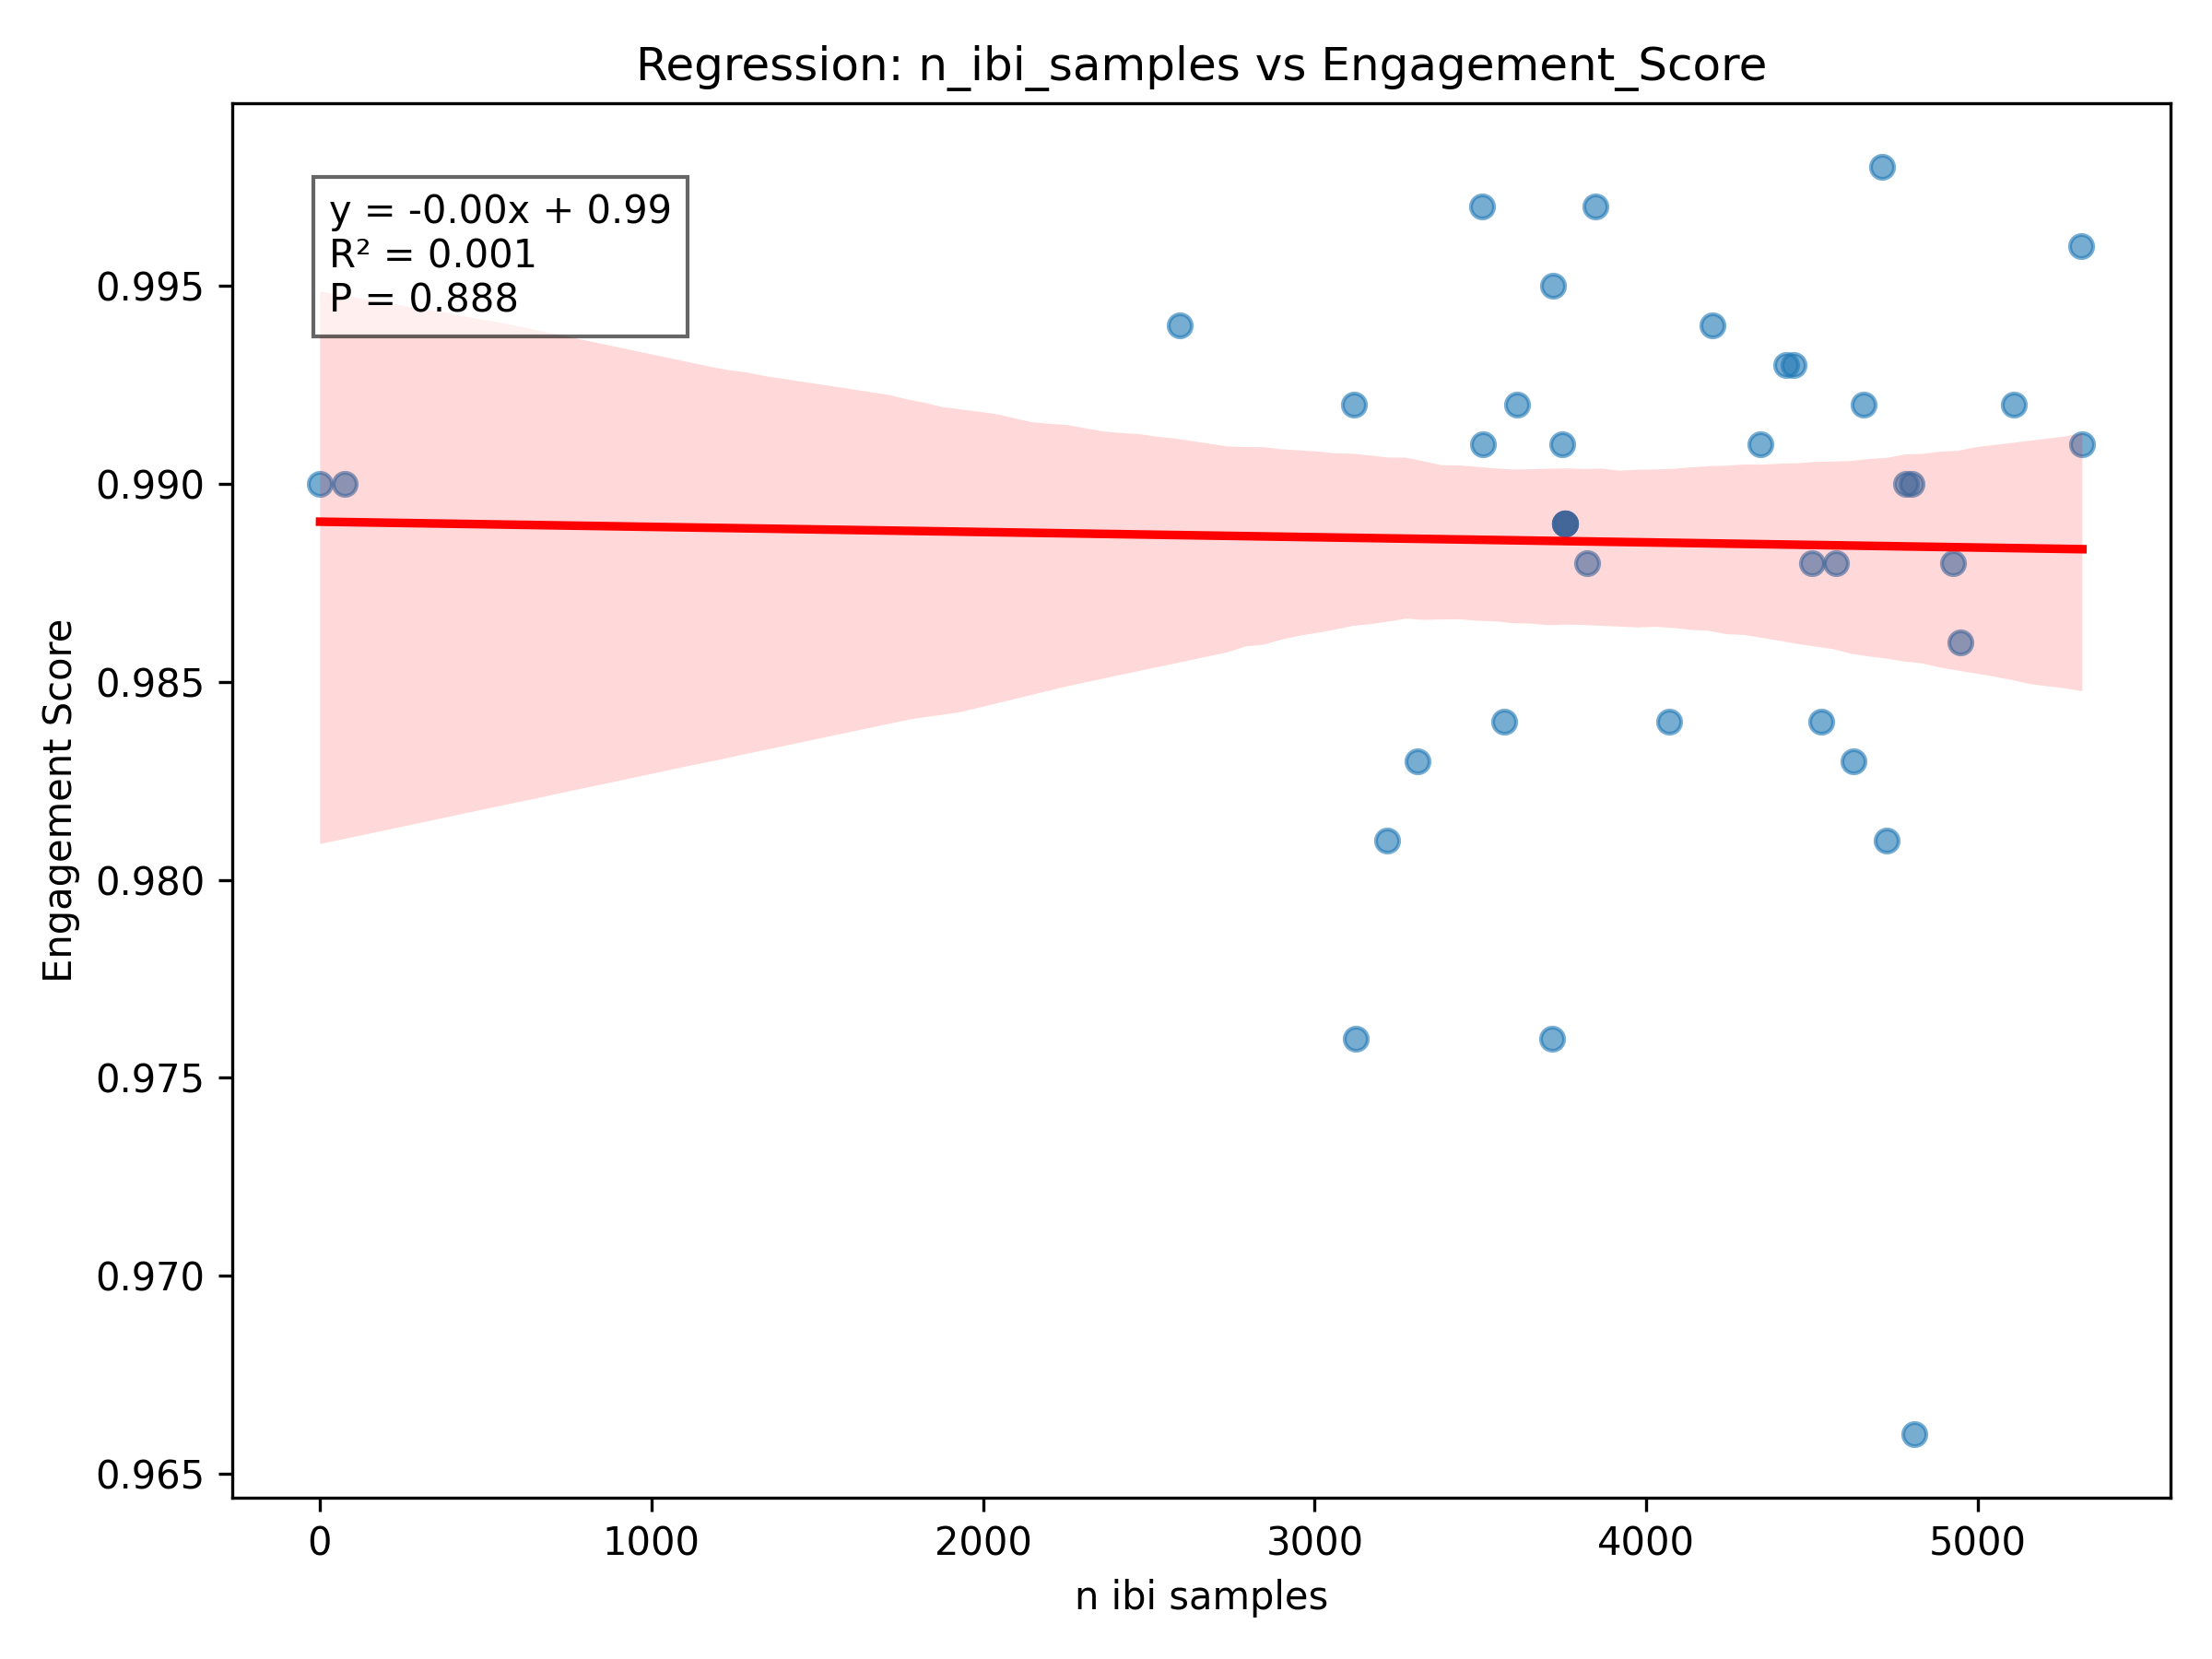 Regression: n_ibi_samples vs Engagement_Score
y = -0.00x + 0.99
R² = 0.001
P = 0.888
Engagement Score
0.995
0.990
0.985
0.980
0.975
0.970
0.965
0 1000 2000 3000 4000 5000
n ibi samples